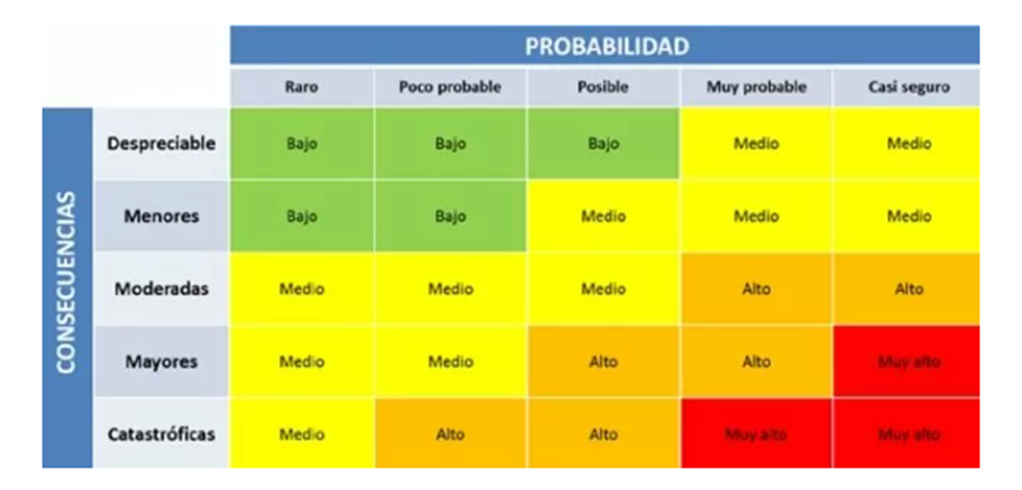 PROBABILIDAD
Raro Poco probable Posible Muy probable Casi seguro
CONSECUENCIAS
Despreciable Bajo Bajo Bajo Medio Medio
Menores Bajo Bajo Medio Medio Medio
Moderadas Medio Medio Medio Alto Alto
Mayores Medio Medio Alto Alto Muy alto
Catastróficas Medio Alto Alto Muy alto Muy alto